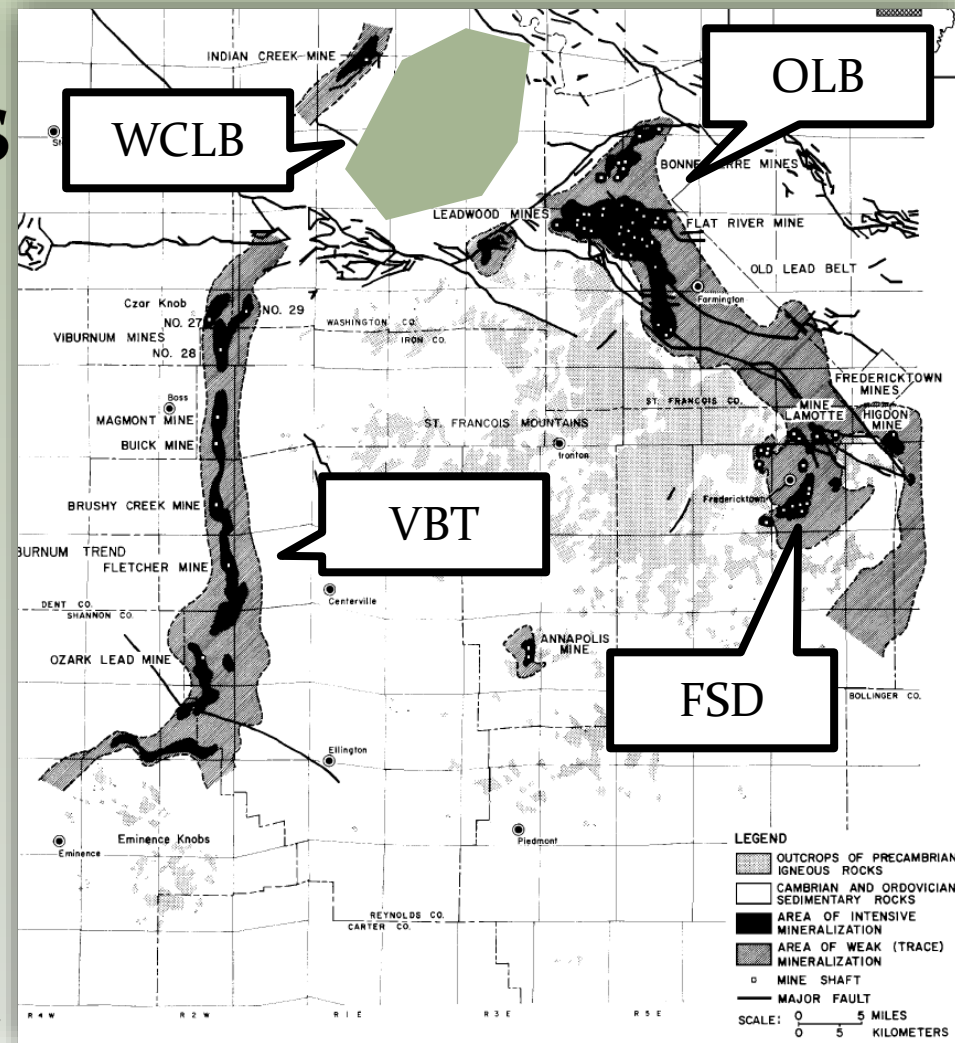 INDIAN CREEK MINE
OLB
WCLB
BONNE TERRE MINES
LEADWOOD MINES
FLAT RIVER MINE
OLD LEAD BELT
Farmington
Czar Knob
NO. 27
NO. 29
VIBURNUM MINES
NO. 28
WASHINGTON CO.
IRON CO.
FREDERICKTOWN
MINES
Boss
ST. FRANCOIS CO.
MINE
LAMOTTE
HIGDON
MINE
MAGMONT MINE
ST. FRANCOIS MOUNTAINS
BUICK MINE
Ironton
Fredericktown
BRUSHY CREEK MINE
VBT
BURNUM TREND
FLETCHER MINE
DENT CO.
SHANNON CO.
Centerville
ANNAPOLIS
MINE
OZARK LEAD MINE
FSD
BOLLINGER CO.
Ellington
Eminence Knobs
Eminence
Piedmont
REYNOLDS CO.
CARTER CO.
LEGEND
OUTCROPS OF PRECAMBRIAN
IGNEOUS ROCKS
CAMBRIAN AND ORDOVICIAN
SEDIMENTARY ROCKS
AREA OF INTENSIVE
MINERALIZATION
AREA OF WEAK (TRACE)
MINERALIZATION
MINE SHAFT
MAJOR FAULT
SCALE: 0 5 MILES
0 5 KILOMETERS
R 4 W R 2 W R 1 E R 3 E R 5 E